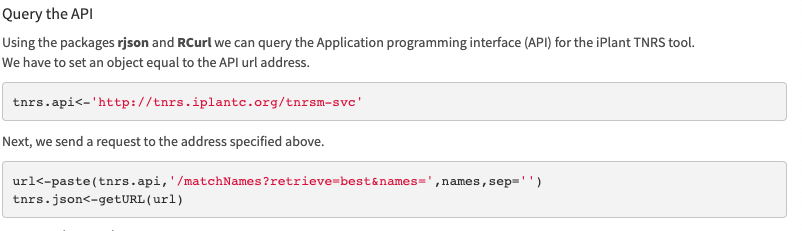 Query the API
Using the packages rjson and RCurl we can query the Application programming interface (API) for the iPlant TNRS tool.
We have to set an object equal to the API url address.
tnrs.api<-'http://tnrs.iplantc.org/tnrsm-svc'
Next, we send a request to the address specified above.
url<-paste(tnrs.api,'/matchNames?retrieve=best&names=',names,sep='')
tnrs.json<-getURL(url)